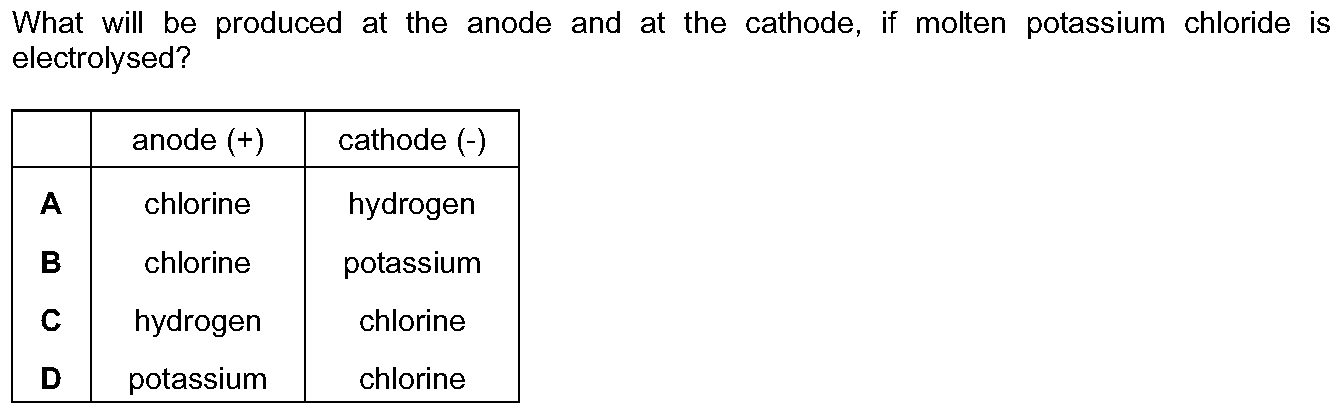 What will be produced at the anode and at the cathode, if molten potassium chloride is
electrolysed?
anode (+) cathode (-)
A chlorine hydrogen
B chlorine potassium
C hydrogen chlorine
D potassium chlorine